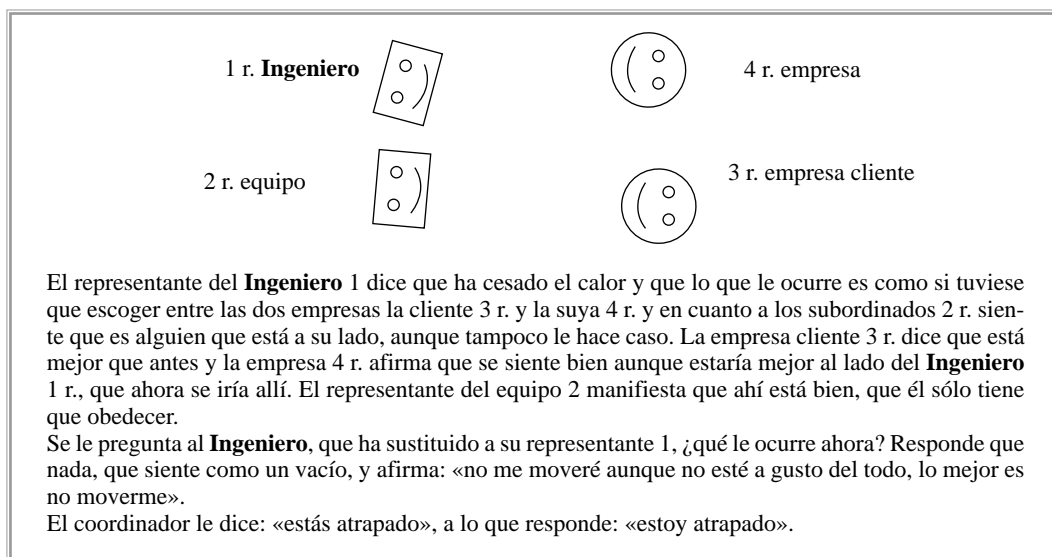 1 r. Ingeniero
4 r. empresa
2 r. equipo
3 r. empresa cliente
El representante del Ingeniero 1 dice que ha cesado el calor y que lo que le ocurre es como si tuviese
que escoger entre las dos empresas la cliente 3 r. y la suya 4 r. y en cuanto a los subordinados 2 r. sien-
te que es alguien que está a su lado, aunque tampoco le hace caso. La empresa cliente 3 r. dice que está
mejor que antes y la empresa 4 r. afirma que se siente bien aunque estaría mejor al lado del Ingeniero
1 r., que ahora se iría allí. El representante del equipo 2 manifiesta que ahí está bien, que él sólo tiene
que obedecer.
Se le pregunta al Ingeniero, que ha sustituido a su representante 1, ¿qué le ocurre ahora? Responde que
nada, que siente como un vacío, y afirma: «no me moveré aunque no esté a gusto del todo, lo mejor es
no moverme».
El coordinador le dice: «estás atrapado», a lo que responde: «estoy atrapado».